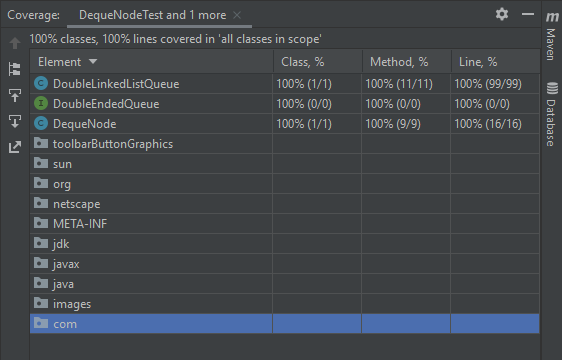 Coverage: DequeNodeTest and 1 more ×
100% classes, 100% lines covered in 'all classes in scope'
Element Class, % Method, % Line, %
C DoubleLinkedListQueue 100% (1/1) 100% (11/11) 100% (99/99)
I DoubleEndedQueue 100% (0/0) 100% (0/0) 100% (0/0)
C DequeNode 100% (1/1) 100% (9/9) 100% (16/16)
toolbarButtonGraphics
sun
org
netscape
META-INF
jdk
javax
java
images
com
m Maven
Database